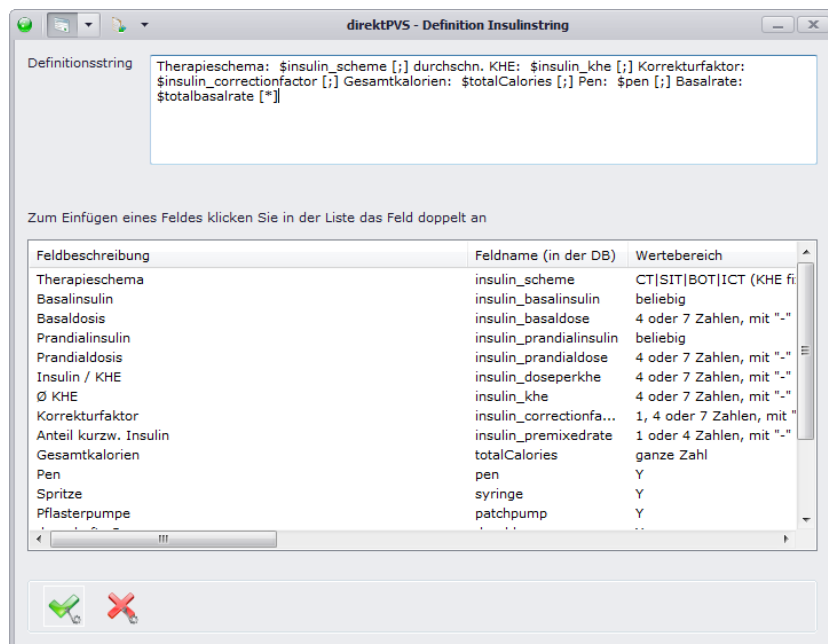 direktPVS - Definition Insulinstring
Definitionsstring
Therapieschema: $insulin_scheme [;] durchschn. KHE: $insulin_khe [;] Korrekturfaktor:
$insulin_correctionfactor [;] Gesamtkalorien: $totalCalories [;] Pen: $pen [;] Basalrate:
$totalbasalrate [*]
Zum Einfügen eines Feldes klicken Sie in der Liste das Feld doppelt an
Feldbeschreibung Feldname (in der DB) Wertebereich
Therapieschema insulin_scheme CT|SIT|BOT|ICT (KHE fi
Basalinsulin insulin_basalinsulin beliebig
Basaldosis insulin_basaldose 4 oder 7 Zahlen, mit "-"
Prandialinsulin insulin_prandialinsulin beliebig
Prandialdosis insulin_prandialdose 4 oder 7 Zahlen, mit "-"
Insulin / KHE insulin_doseperkhe 4 oder 7 Zahlen, mit "-"
Ø KHE insulin_khe 4 oder 7 Zahlen, mit "-"
Korrekturfaktor insulin_correctionfa... 1, 4 oder 7 Zahlen, mit "
Anteil kurzw. Insulin insulin_premixedrate 1 oder 4 Zahlen, mit "-"
Gesamtkalorien totalCalories ganze Zahl
Pen pen Y
Spritze syringe Y
Pflasterpumpe patchpump Y